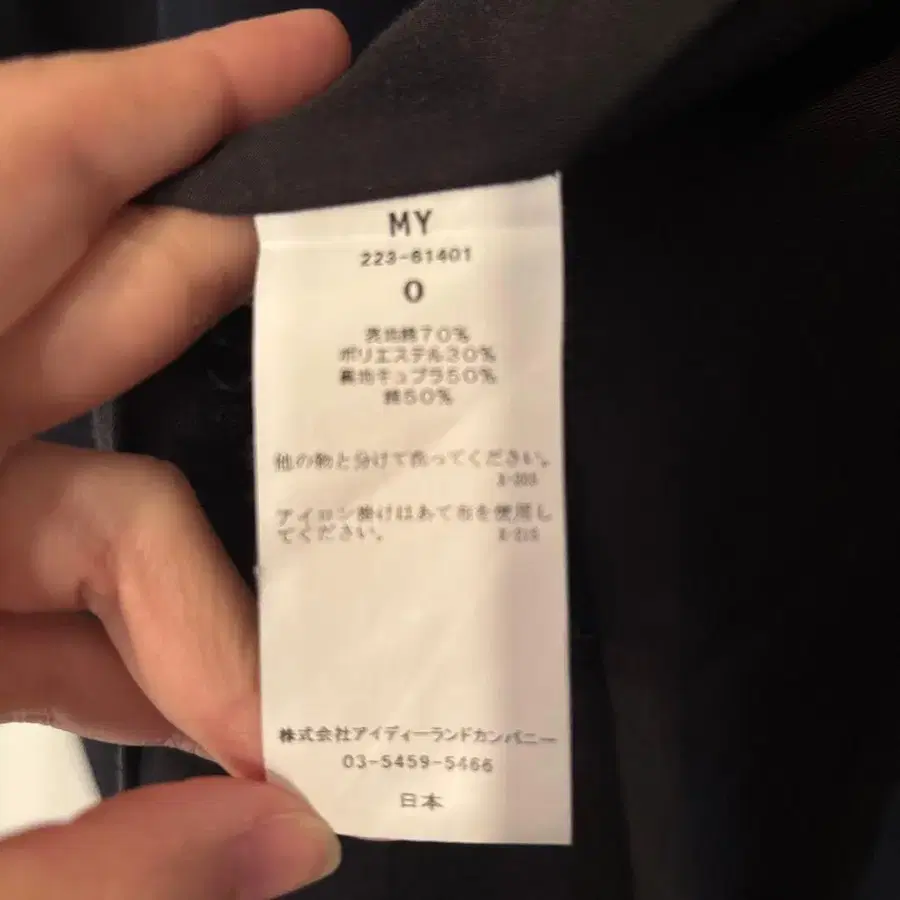 MY
223-61401
0
表地綿70%
ポリエステル30%
裏地キュプラ50%
綿50%
他の物と分けて洗ってください。
アイロン掛けはあて布を使用し
てください。
株式会社アイディーランドカンパニー
03-5459-5466
日本